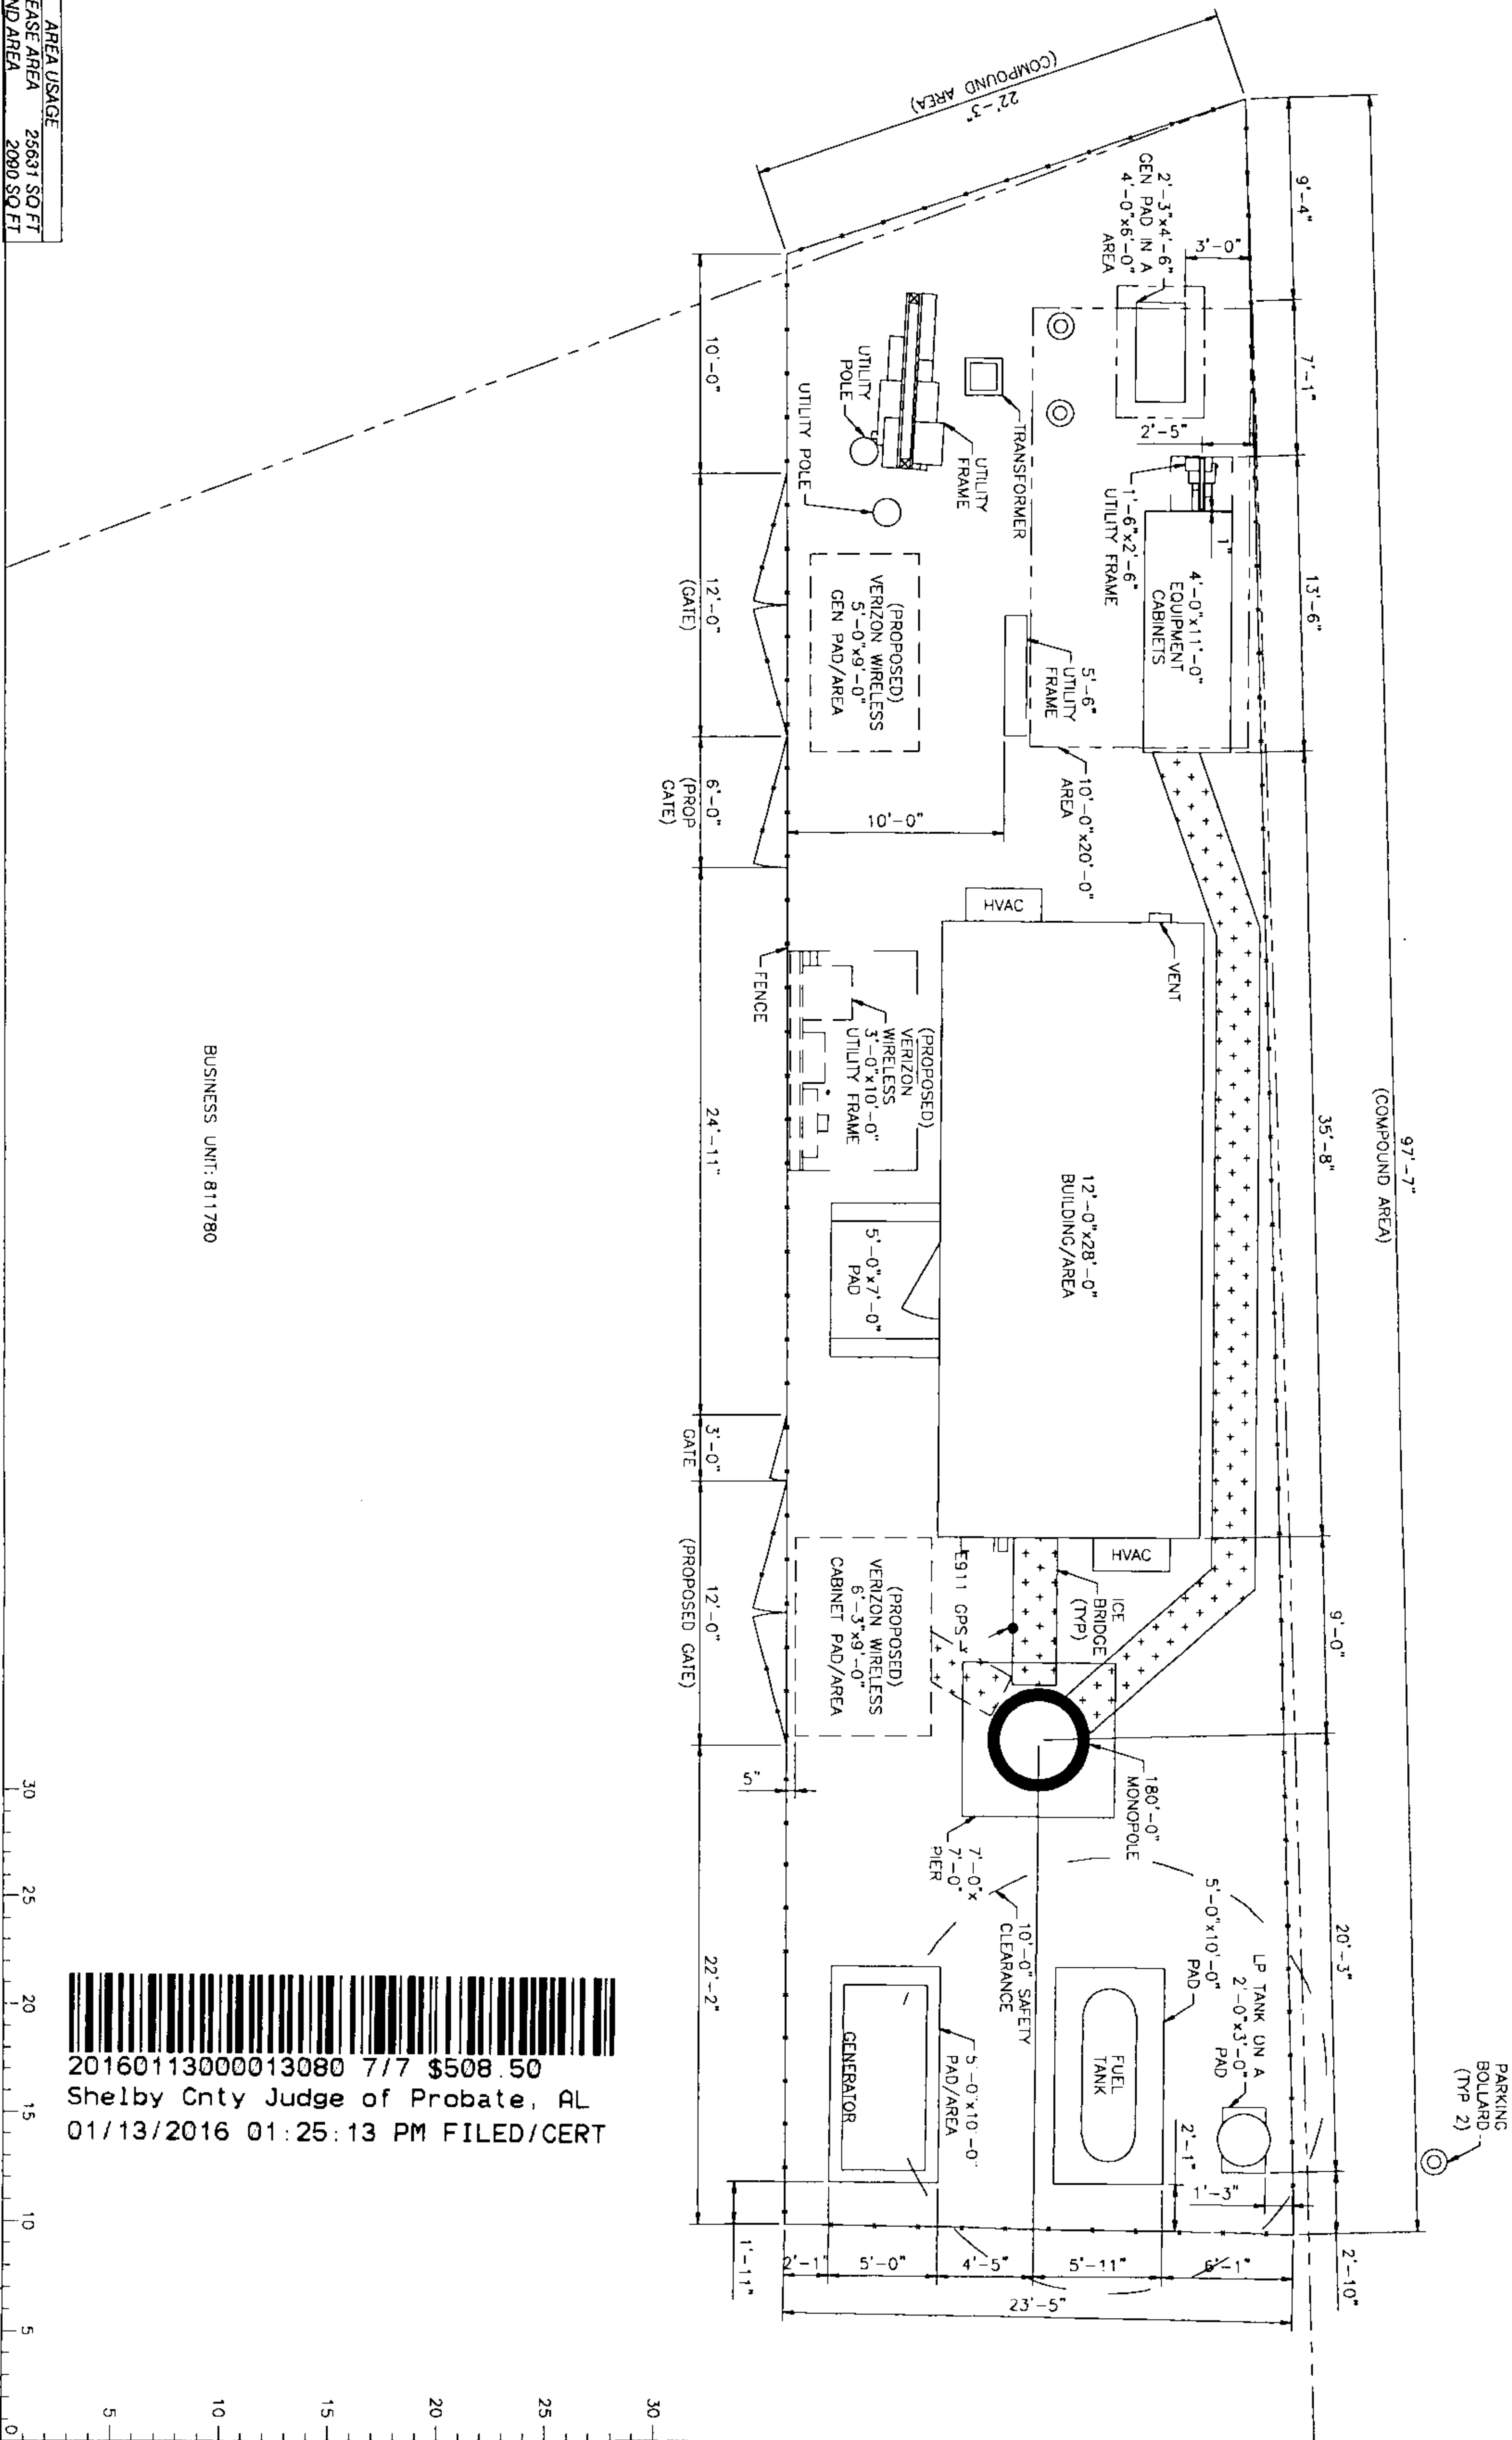 AREA USAGE
EASE AREA 25631 SQ FT
ND AREA 2090 SQ FT
22'-3"
(COMPOUND AREA)
97'-7"
(COMPOUND AREA)
9'-4"
7'-1"
13'-6"
35'-8"
9'-0"
20'-3"
2'-10"
2'-3"x4'-6"
GEN PAD IN A
4'-0"x6'-0"
AREA
3'-0"
2'-5"
1'-6"x2'-6"
UTILITY FRAME
1"
4'-0"x11'-0"
EQUIPMENT
CABINETS
TRANSFORMER
UTILITY
FRAME
UTILITY
POLE
UTILITY POLE
5'-6"
UTILITY
FRAME
10'-0"x20'-0"
AREA
10'-0"
(PROPOSED)
VERIZON WIRELESS
5'-0"x9'-0"
GEN PAD/AREA
HVAC
VENT
12'-0"x28'-0"
BUILDING/AREA
(PROPOSED)
VERIZON
WIRELESS
3'-0"x10'-0"
UTILITY FRAME
FENCE
5'-0"x7'-0"
PAD
HVAC
ICE
BRIDGE
(TYP)
E911 GPS
(PROPOSED)
VERIZON WIRELESS
6'-3"x9'-0"
CABINET PAD/AREA
180'-0"
MONOPOLE
7'-0"x
7'-0"
PIER
10'-0" SAFETY
CLEARANCE
5'-0"x10'-0"
PAD
LP TANK ON A
2'-0"x3'-0"
PAD
FUEL
TANK
GENERATOR
5'-0"x10'-0"
PAD/AREA
PARKING
BOLLARD
(TYP 2)
2'-1"
1'-3"
5"
10'-0"
12'-0"
(GATE)
6'-0"
(PROP
GATE)
24'-11"
3'-0"
GATE
12'-0"
(PROPOSED GATE)
22'-2"
1'-11"
2'-1"
5'-0"
4'-5"
5'-11"
6'-1"
23'-5"
BUSINESS UNIT: 811780
30 25 20 15 10 5 0
5 10 15 20 25 30
20160113000013080 7/7 $508.50
Shelby Cnty Judge of Probate, AL
01/13/2016 01:25:13 PM FILED/CERT